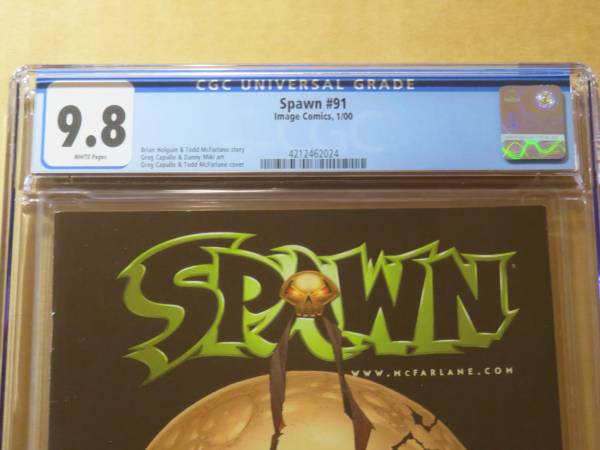 CGC UNIVERSAL GRADE
9.8
WHITE Pages
Spawn #91
Image Comics, 1/00
Brian Holguin & Todd McFarlane story
Greg Capullo & Danny Miki art
Greg Capullo & Todd McFarlane cover
4212462024
SPAWN
WWW.MCFARLANE.COM